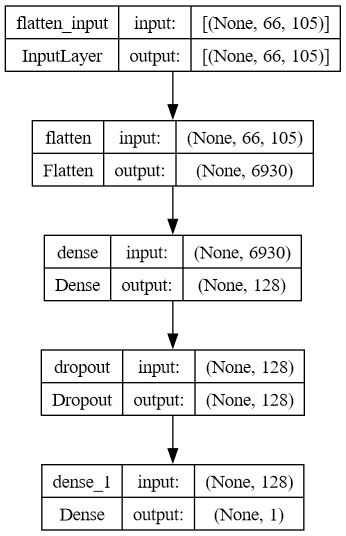 flatten_input input: [(None, 66, 105)]
InputLayer output: [(None, 66, 105)]
flatten input: (None, 66, 105)
Flatten output: (None, 6930)
dense input: (None, 6930)
Dense output: (None, 128)
dropout input: (None, 128)
Dropout output: (None, 128)
dense_1 input: (None, 128)
Dense output: (None, 1)